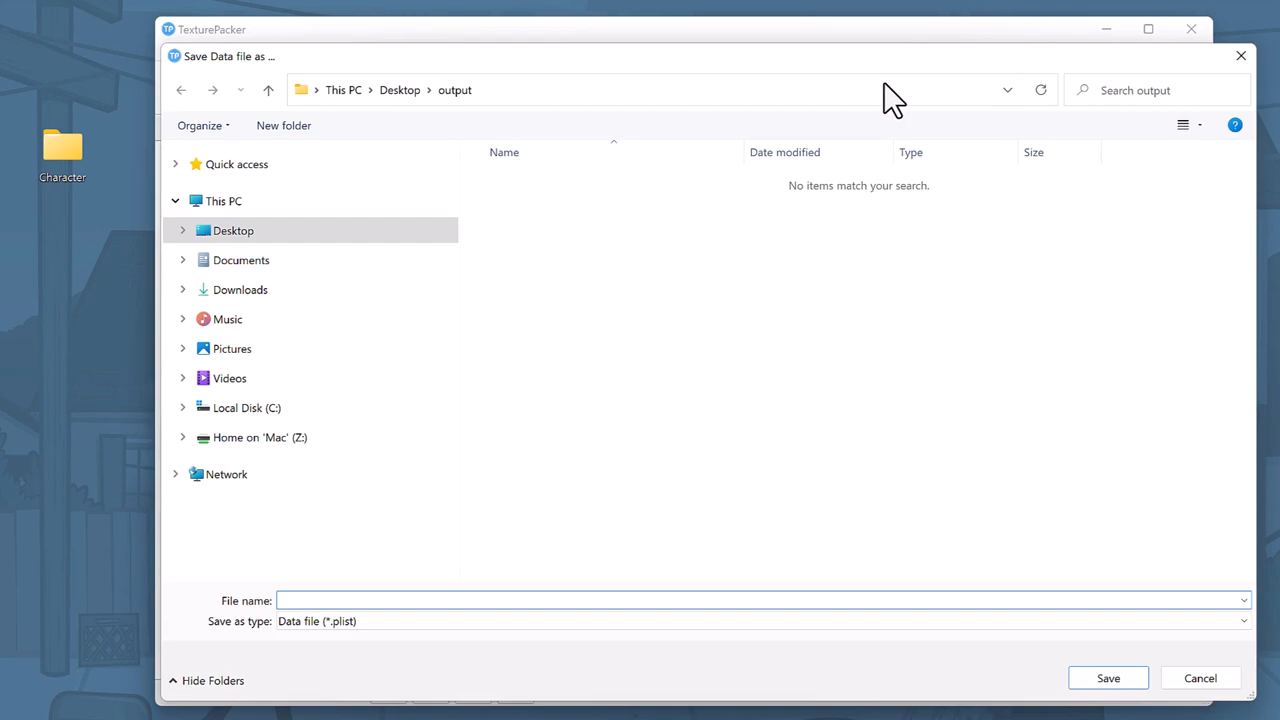 TP TexturePacker
TP Save Data file as ...
This PC
Desktop
output
Search output
Organize
New folder
?
Character
Name
Date modified
Type
Size
No items match your search.
Quick access
This PC
Desktop
Documents
Downloads
Music
Pictures
Videos
Local Disk (C:)
Home on 'Mac' (Z:)
Network
File name:
Save as type: Data file (*.plist)
Hide Folders
Save
Cancel